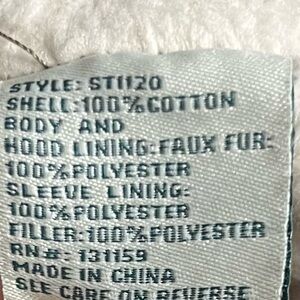 STYLE: ST1120
SHELL:100%COTTON
BODY AND
HOOD LINING:FAUX FUR:
100%POLYESTER
SLEEVE LINING:
100%POLYESTER
FILLER:100%POLYESTER
RN#: 131159
MADE IN CHINA
SEE CARE ON REVERSE